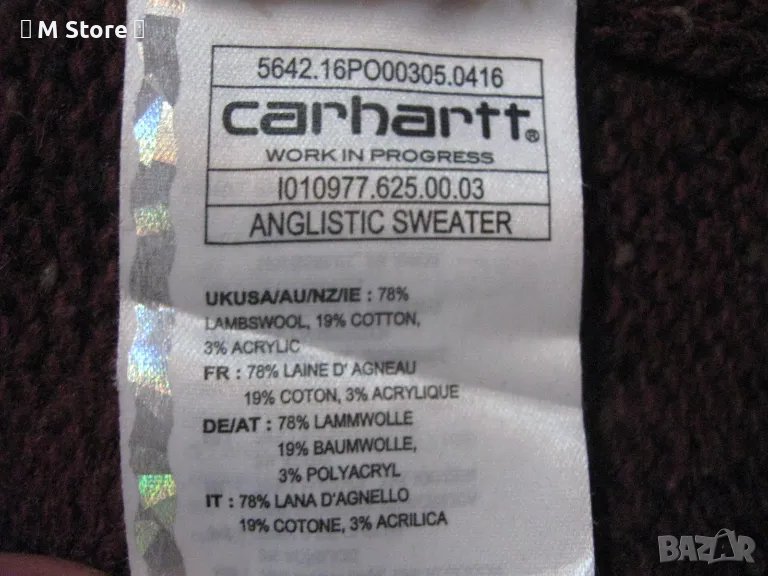 M Store
5642.16PO00305.0416
carhartt®
WORK IN PROGRESS
I010977.625.00.03
ANGLISTIC SWEATER
UKUSA/AU/NZ/IE : 78%
LAMBSWOOL, 19% COTTON,
3% ACRYLIC
FR : 78% LAINE D' AGNEAU
19% COTON, 3% ACRYLIQUE
DE/AT : 78% LAMMWOLLE
19% BAUMWOLLE,
3% POLYACRYL
IT : 78% LANA D'AGNELLO
19% COTONE, 3% ACRILICA
BAZAR